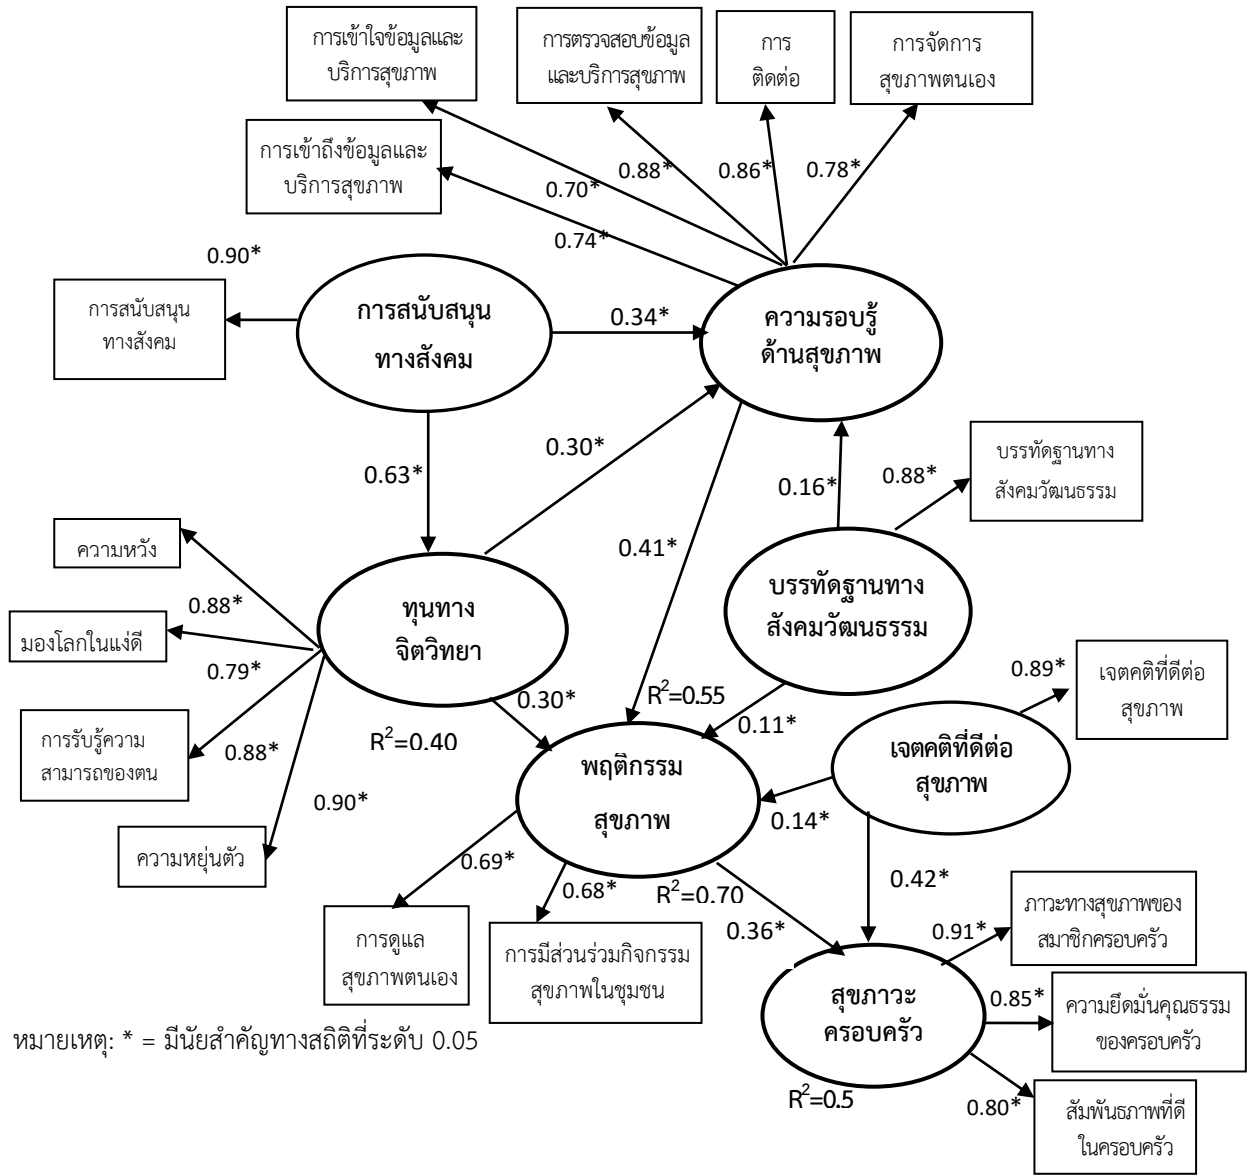 การเข้าใจข้อมูลและ
บริการสุขภาพ
การตรวจสอบข้อมูล
และบริการสุขภาพ
การ
ติดต่อ
การจัดการ
สุขภาพตนเอง
การเข้าถึงข้อมูลและ
บริการสุขภาพ
0.70*
0.88*
0.86*
0.78*
0.74*
0.90*
การสนับสนุน
ทางสังคม
การสนับสนุน
ทางสังคม
0.34*
ความรอบรู้
ด้านสุขภาพ
0.63*
0.30*
0.16*
0.88*
บรรทัดฐานทาง
สังคมวัฒนธรรม
0.41*
ความหวัง
0.88*
มองโลกในแง่ดี
0.79*
การรับรู้ความ
สามารถของตน
0.88*
0.90*
ความหยุ่นตัว
ทุนทาง
จิตวิทยา
บรรทัดฐานทาง
สังคมวัฒนธรรม
0.30*
R²=0.55
0.11*
R²=0.40
0.89*
เจตคติที่ดีต่อ
สุขภาพ
เจตคติที่ดีต่อ
สุขภาพ
พฤติกรรม
สุขภาพ
0.14*
0.69*
0.68*
R²=0.70
0.36*
0.42*
การดูแล
สุขภาพตนเอง
การมีส่วนร่วมกิจกรรม
สุขภาพในชุมชน
0.91*
ภาวะทางสุขภาพของ
สมาชิกครอบครัว
สุขภาวะ
ครอบครัว
0.85*
ความยึดมั่นคุณธรรม
ของครอบครัว
R²=0.5
0.80*
สัมพันธภาพที่ดี
ในครอบครัว
หมายเหตุ: * = มีนัยสำคัญทางสถิติที่ระดับ 0.05